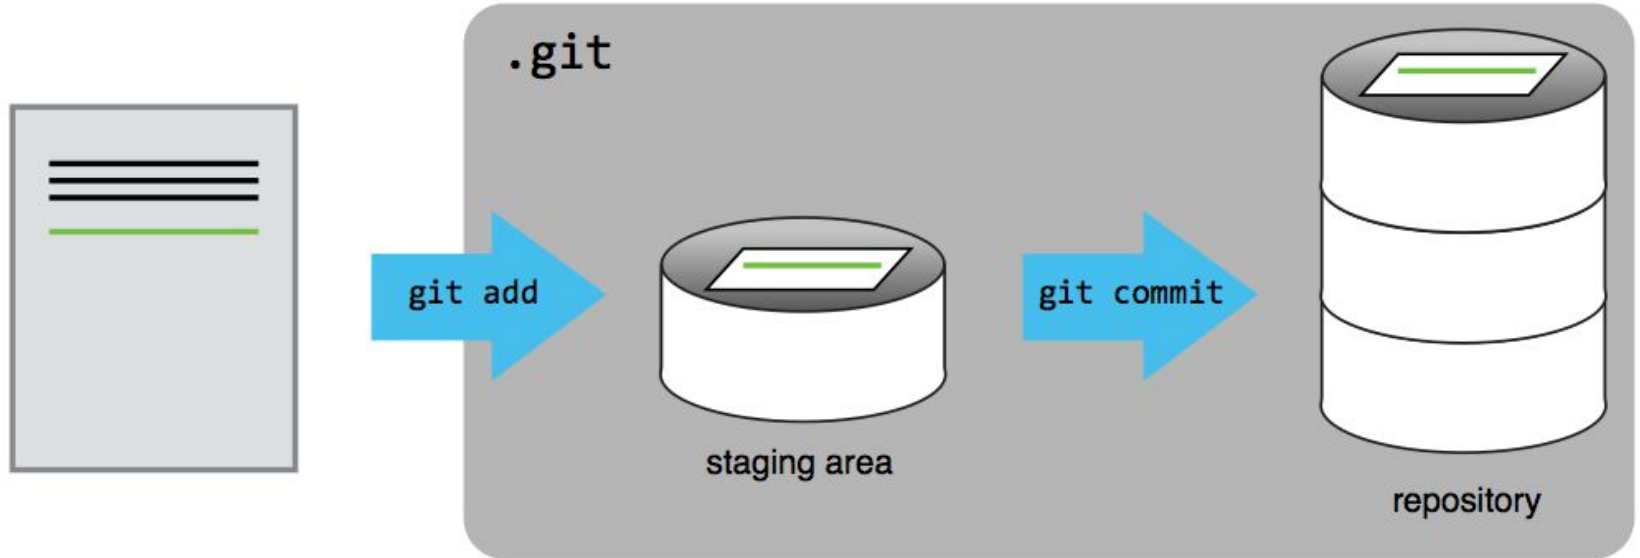 .git
git add
git commit
staging area
repository